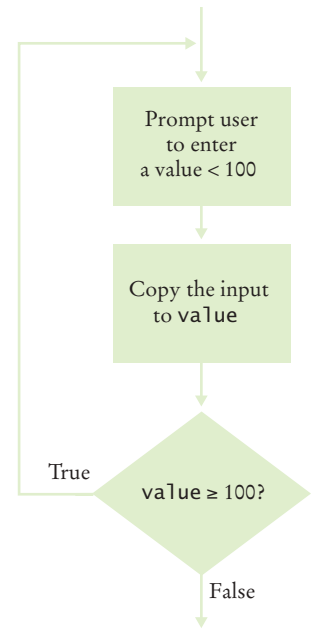 Prompt user
to enter
a value < 100
Copy the input
to value
True
value ≥ 100?
False